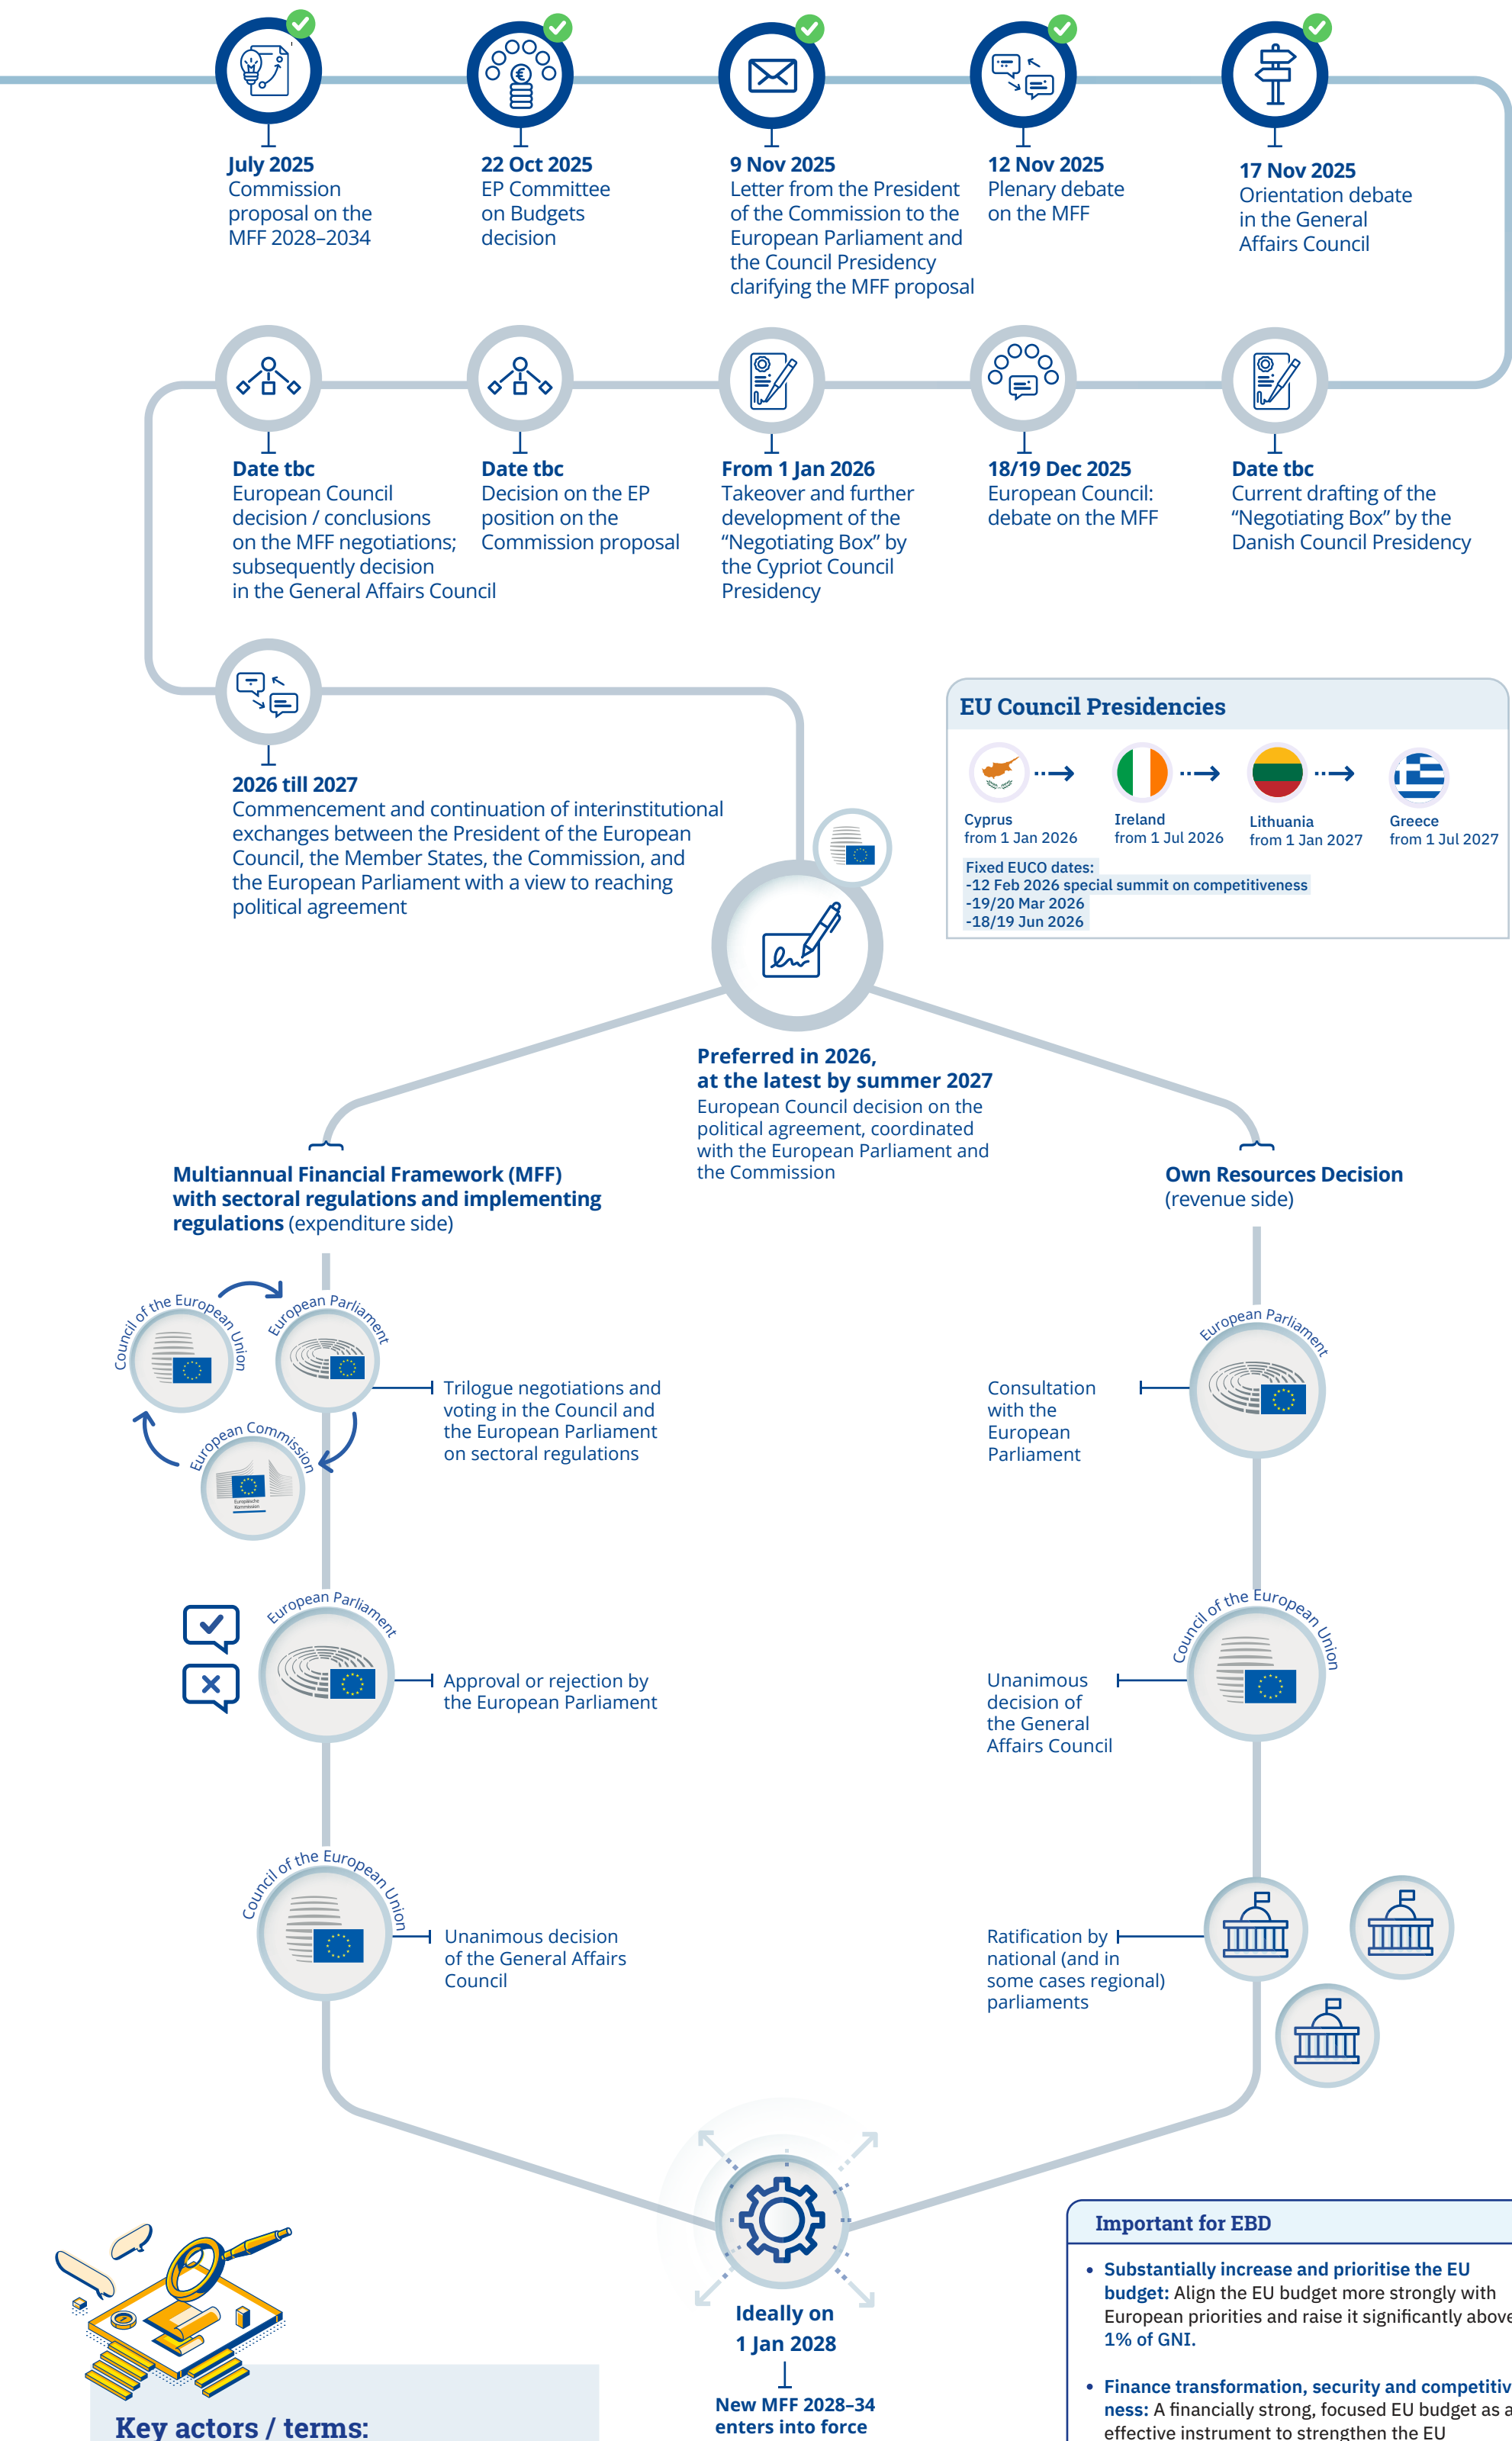 July 2025
Commission
proposal on the
MFF 2028–2034
22 Oct 2025
EP Committee
on Budgets
decision
9 Nov 2025
Letter from the President
of the Commission to the
European Parliament and
the Council Presidency
clarifying the MFF proposal
12 Nov 2025
Plenary debate
on the MFF
17 Nov 2025
Orientation debate
in the General
Affairs Council
Date tbc
European Council
decision / conclusions
on the MFF negotiations;
subsequently decision
in the General Affairs Council
Date tbc
Decision on the EP
position on the
Commission proposal
From 1 Jan 2026
Takeover and further
development of the
“Negotiating Box” by
the Cypriot Council
Presidency
18/19 Dec 2025
European Council:
debate on the MFF
Date tbc
Current drafting of the
“Negotiating Box” by the
Danish Council Presidency
2026 till 2027
Commencement and continuation of interinstitutional
exchanges between the President of the European
Council, the Member States, the Commission, and
the European Parliament with a view to reaching
political agreement
EU Council Presidencies
Cyprus
from 1 Jan 2026
Ireland
from 1 Jul 2026
Lithuania
from 1 Jan 2027
Greece
from 1 Jul 2027
Fixed EUCO dates:
-12 Feb 2026 special summit on competitiveness
-19/20 Mar 2026
-18/19 Jun 2026
Preferred in 2026,
at the latest by summer 2027
European Council decision on the
political agreement, coordinated
with the European Parliament and
the Commission
Multiannual Financial Framework (MFF)
with sectoral regulations and implementing
regulations (expenditure side)
Own Resources Decision
(revenue side)
Council of the European Union
European Parliament
European Commission
Europäische
Kommission
Trilogue negotiations and
voting in the Council and
the European Parliament
on sectoral regulations
European Parliament
Consultation
with the
European
Parliament
European Parliament
Approval or rejection by
the European Parliament
Council of the European Union
Unanimous
decision of
the General
Affairs Council
Council of the European Union
Unanimous decision
of the General Affairs
Council
Ratification by
national (and in
some cases regional)
parliaments
Ideally on
1 Jan 2028
New MFF 2028–34
enters into force
Key actors / terms:
Important for EBD
• Substantially increase and prioritise the EU
budget: Align the EU budget more strongly with
European priorities and raise it significantly above
1% of GNI.
• Finance transformation, security and competitiv
ness: A financially strong, focused EU budget as a
effective instrument to strengthen the EU